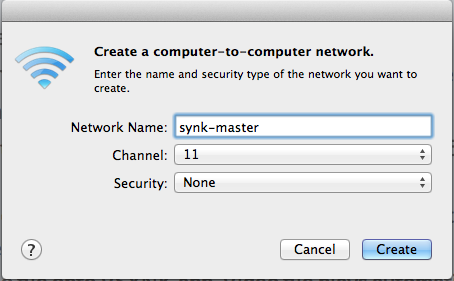 Create a computer-to-computer network.
Enter the name and security type of the network you want to
create.
Network Name: synk-master
Channel: 11
Security: None
? Cancel Create